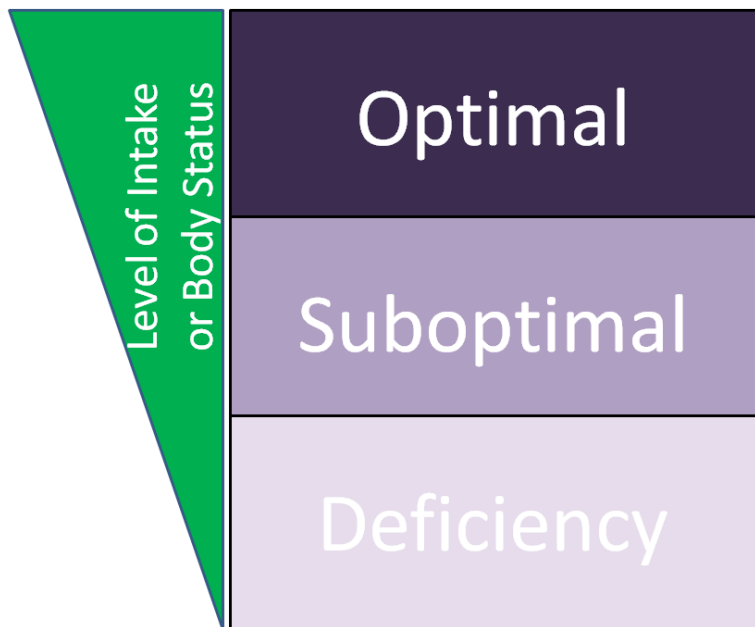 Level of Intake
or Body Status
Optimal
Suboptimal
Deficiency